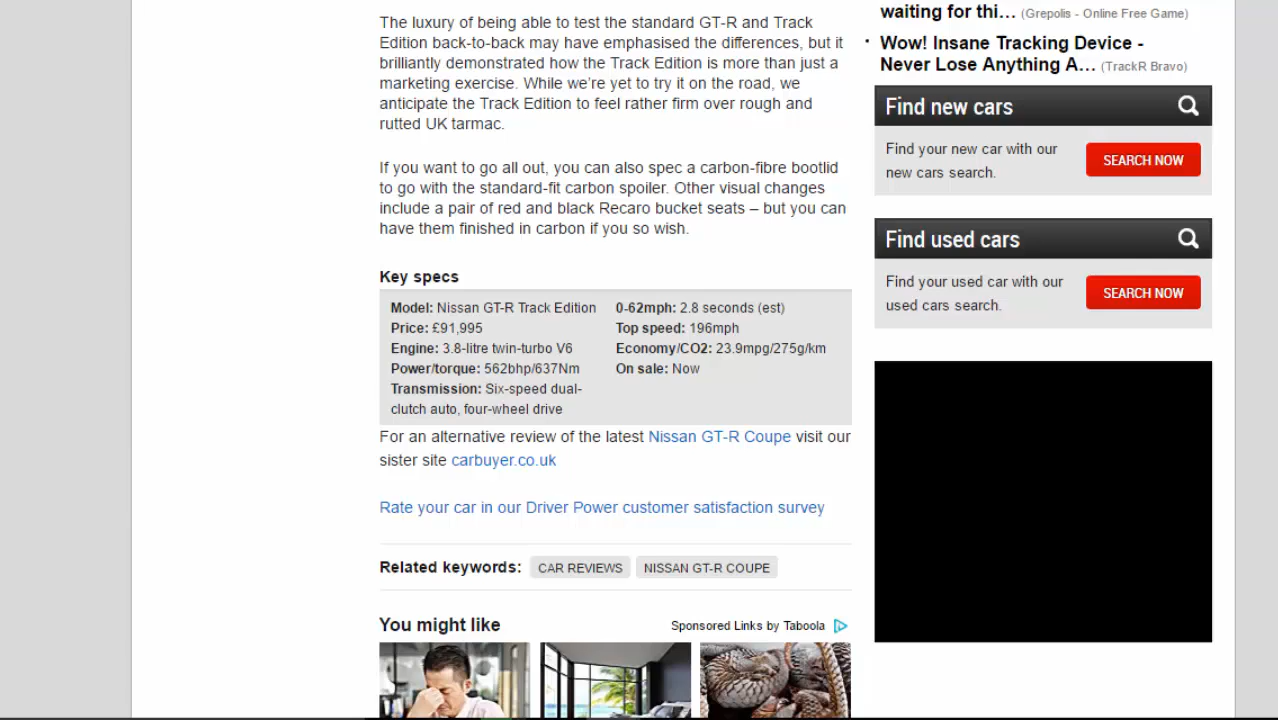 The luxury of being able to test the standard GT-R and Track
Edition back-to-back may have emphasised the differences, but it
brilliantly demonstrated how the Track Edition is more than just a
marketing exercise. While we're yet to try it on the road, we
anticipate the Track Edition to feel rather firm over rough and
rutted UK tarmac.
If you want to go all out, you can also spec a carbon-fibre bootlid
to go with the standard-fit carbon spoiler. Other visual changes
include a pair of red and black Recaro bucket seats – but you can
have them finished in carbon if you so wish.
Key specs
Model: Nissan GT-R Track Edition
Price: £91,995
Engine: 3.8-litre twin-turbo V6
Power/torque: 562bhp/637Nm
Transmission: Six-speed dual-
clutch auto, four-wheel drive
0-62mph: 2.8 seconds (est)
Top speed: 196mph
Economy/CO2: 23.9mpg/275g/km
On sale: Now
For an alternative review of the latest Nissan GT-R Coupe visit our
sister site carbuyer.co.uk
Rate your car in our Driver Power customer satisfaction survey
Related keywords: CAR REVIEWS NISSAN GT-R COUPE
You might like
Sponsored Links by Taboola
waiting for thi… (Grepolis - Online Free Game)
Wow! Insane Tracking Device -
Never Lose Anything A… (TrackR Bravo)
Find new cars
Find your new car with our
new cars search.
SEARCH NOW
Find used cars
Find your used car with our
used cars search.
SEARCH NOW